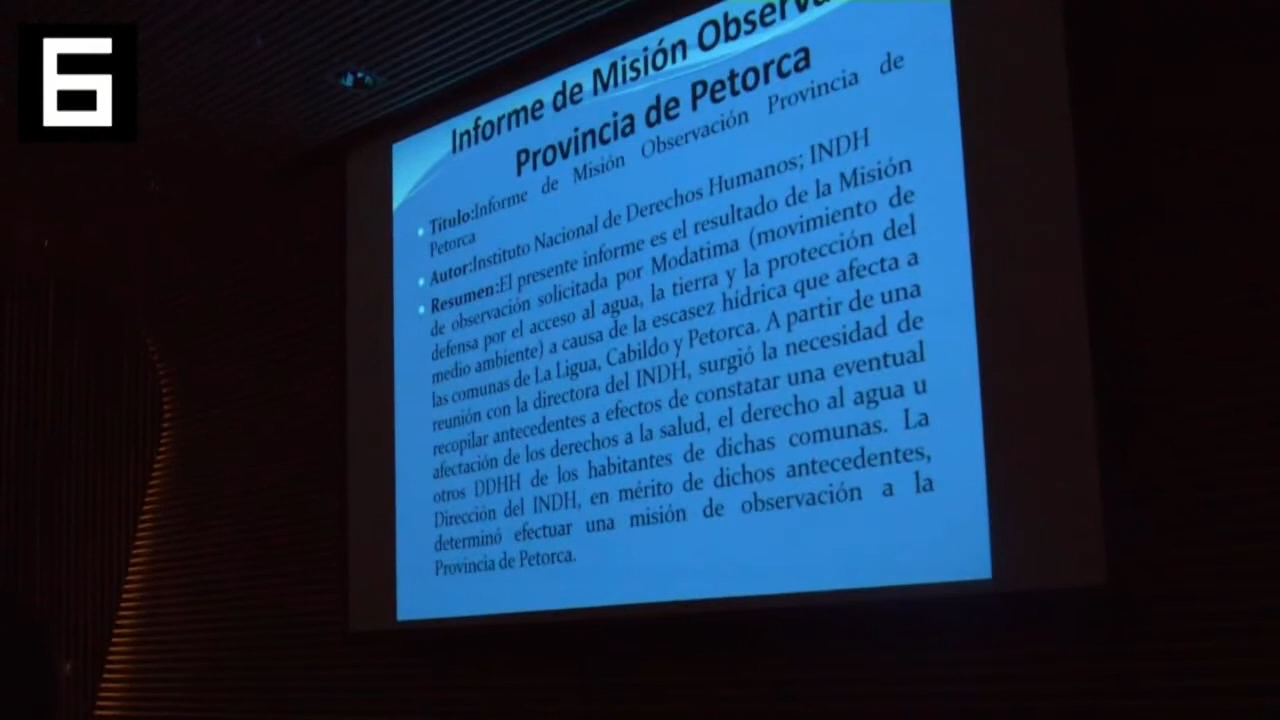 6
Informe de Misión Observa
Provincia de Petorca
Título:Informe de Misión Observación Provincia de
Petorca
Autor:Instituto Nacional de Derechos Humanos; INDH
Resumen:El presente informe es el resultado de la Misión
de observación solicitada por Modatima (movimiento de
defensa por el acceso al agua, la tierra y la protección del
medio ambiente) a causa de la escasez hídrica que afecta a
las comunas de La Ligua, Cabildo y Petorca. A partir de una
reunión con la directora del INDH, surgió la necesidad de
recopilar antecedentes a efectos de constatar una eventual
afectación de los derechos a la salud, el derecho al agua u
otros DDHH de los habitantes de dichas comunas. La
Dirección del INDH, en mérito de dichos antecedentes,
determinó efectuar una misión de observación a la
Provincia de Petorca.